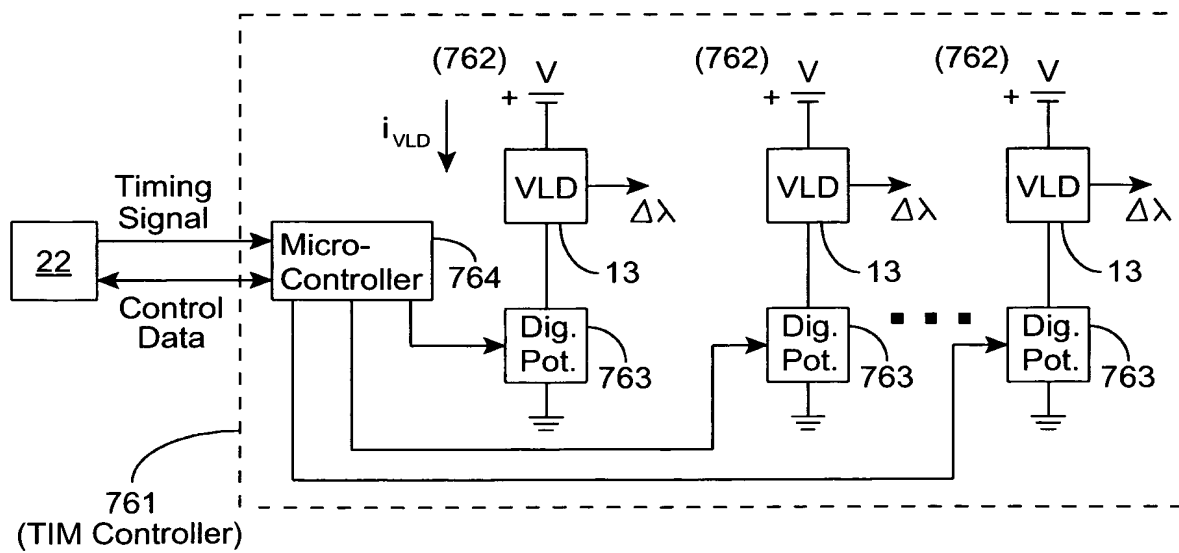 (762) V
+
(762) V
+
(762) V
+
i VLD
VLD
Δλ
VLD
Δλ
VLD
Δλ
13
13
13
Timing
Signal
22
Micro-
Controller
764
Control
Data
Dig.
Pot.
763
Dig.
Pot.
763
Dig.
Pot.
763
761
(TIM Controller)